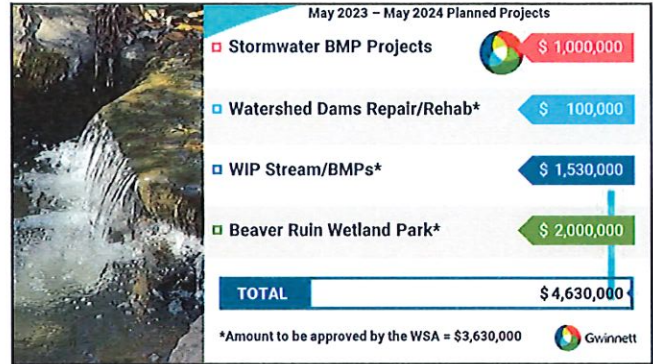 May 2023 – May 2024 Planned Projects
Stormwater BMP Projects $ 1,000,000
Watershed Dams Repair/Rehab* $ 100,000
WIP Stream/BMPs* $ 1,530,000
Beaver Ruin Wetland Park* $ 2,000,000
TOTAL $ 4,630,000
*Amount to be approved by the WSA = $3,630,000 Gwinnett